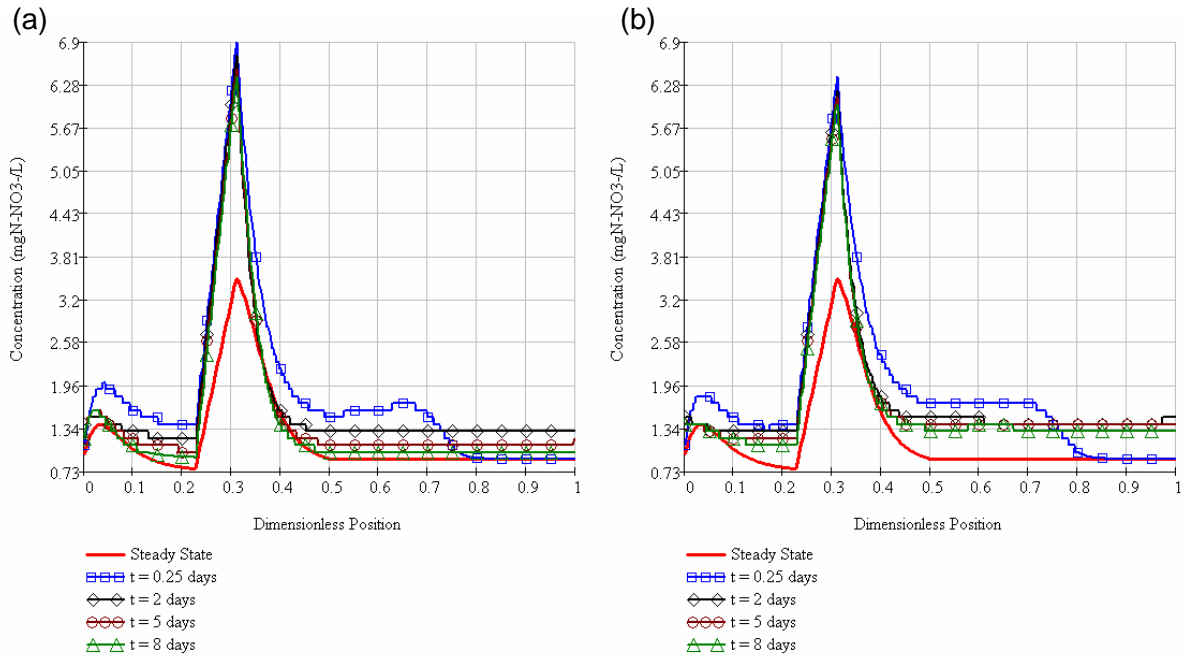 (a)
(b)
6.9
6.28
5.67
5.05
4.43
3.81
3.2
2.58
1.96
1.34
0.73
Concentration (mgN-NO3-/L)
0 0.1 0.2 0.3 0.4 0.5 0.6 0.7 0.8 0.9 1
Dimensionless Position
Steady State
t = 0.25 days
t = 2 days
t = 5 days
t = 8 days
6.9
6.28
5.67
5.05
4.43
3.81
3.2
2.58
1.96
1.34
0.73
Concentration (mgN-NO3-/L)
0 0.1 0.2 0.3 0.4 0.5 0.6 0.7 0.8 0.9 1
Dimensionless Position
Steady State
t = 0.25 days
t = 2 days
t = 5 days
t = 8 days